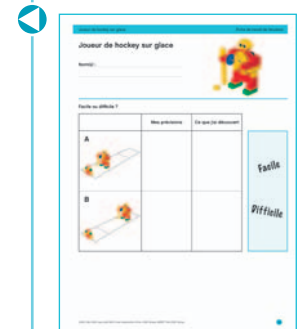 Joueur de hockey sur glace
Joueur de hockey sur glace
Nom(s) :
Facile ou difficile ?
Mes prévisions
Ce que j'ai découvert
A
B
Facile
Difficile